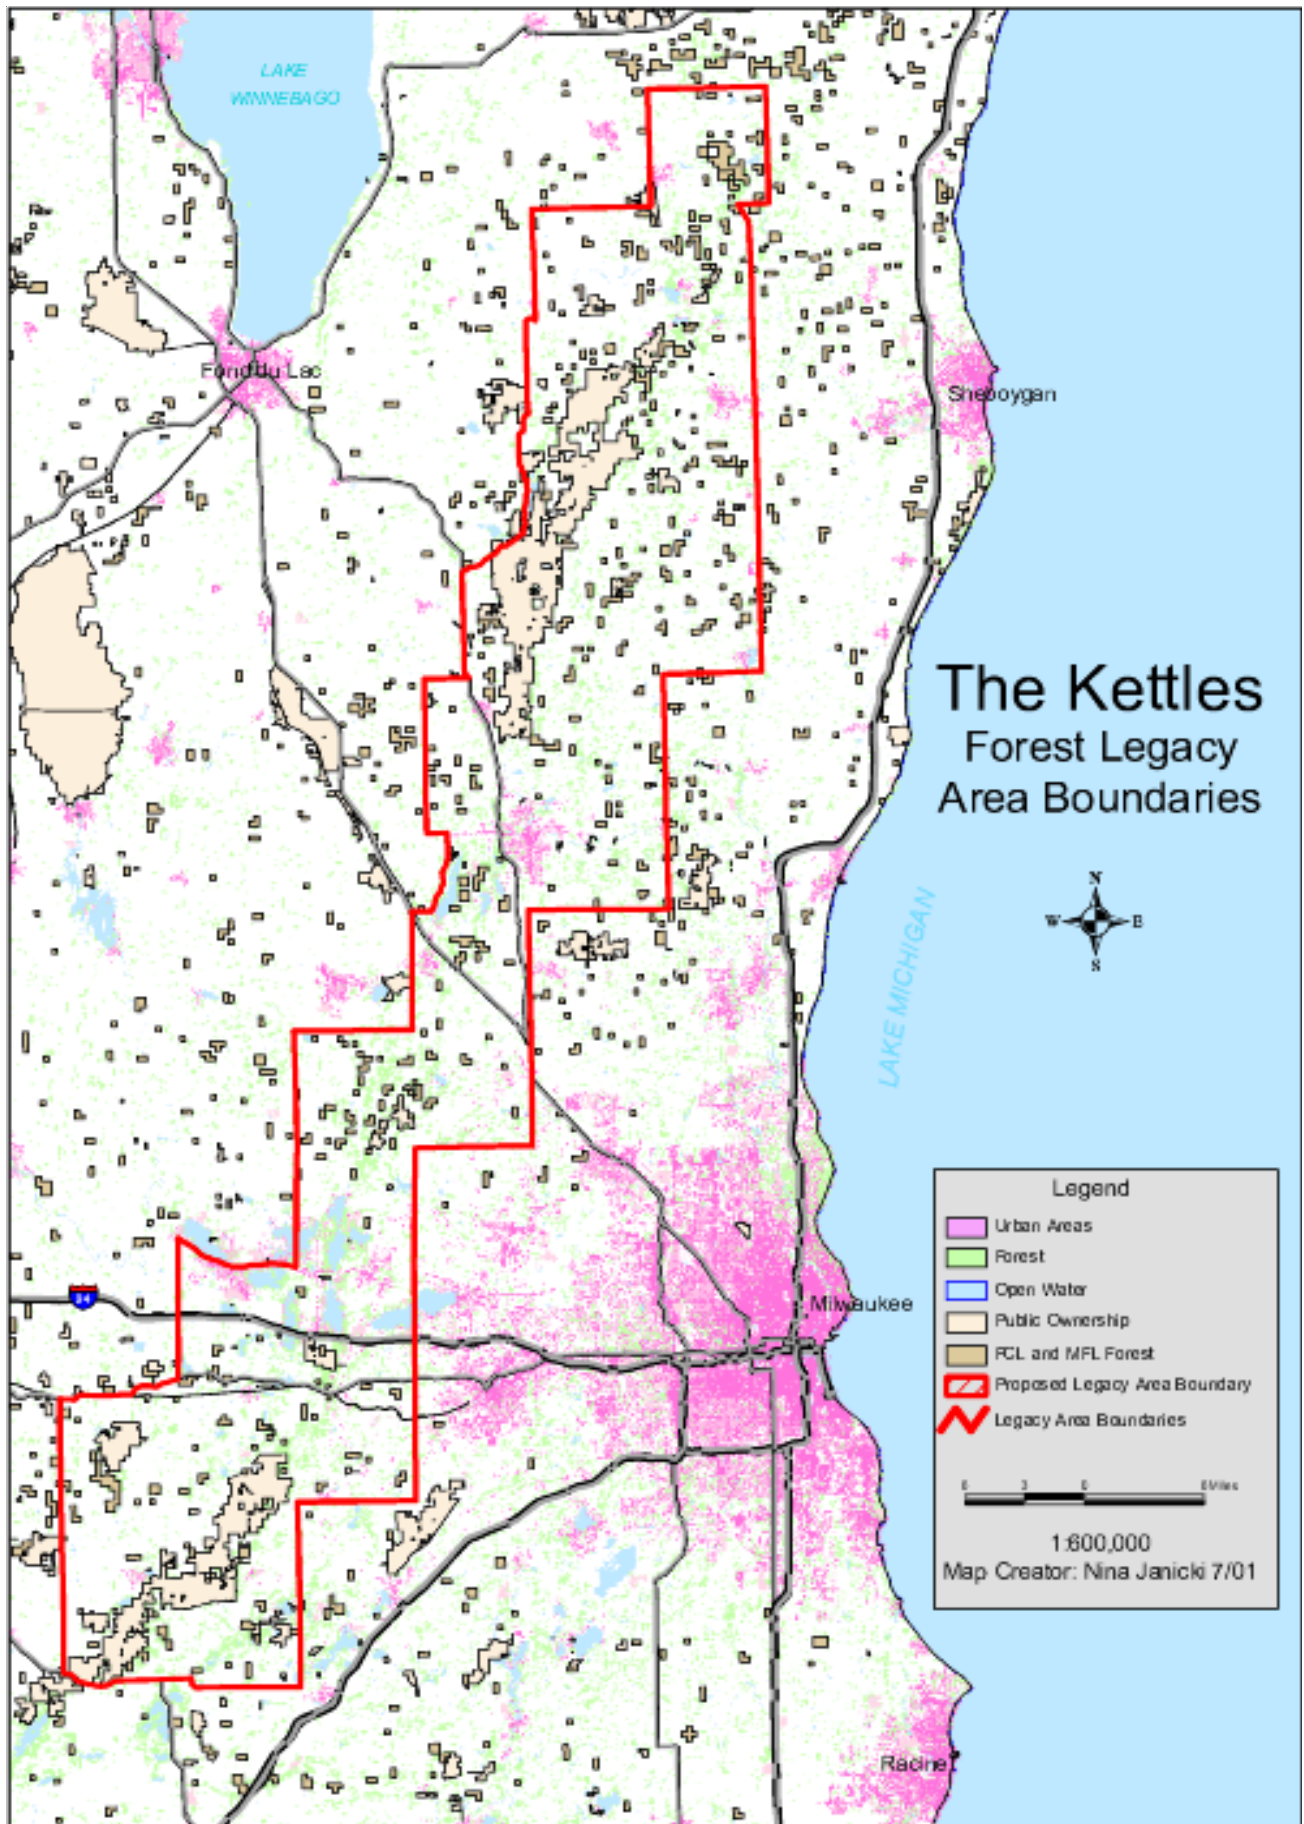 LAKE
WINNEBAGO
Fond du Lac
Sheboygan
The Kettles
Forest Legacy
Area Boundaries
N
W E
S
LAKE MICHIGAN
Legend
Urban Areas
Forest
Open Water
Public Ownership
FCL and MFL Forest
Proposed Legacy Area Boundary
Legacy Area Boundaries
Miles
1:600,000
Map Creator: Nina Janicki 7/01
94
Milwaukee
Racine